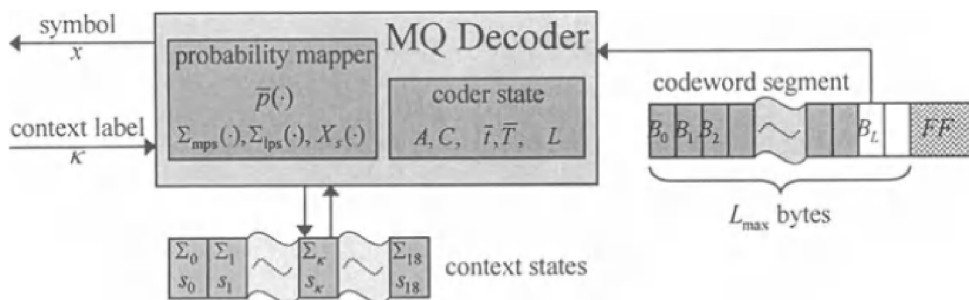 symbol
x
context label
κ
MQ Decoder
probability mapper
p̄(·)
Σmps(·), Σlps(·), Xs(·)
coder state
A, C, t̄, T̄, L
codeword segment
B0 B1 B2 BL FF
Lmax bytes
Σ0 Σ1 Σκ Σ18
s0 s1 sκ s18
context states